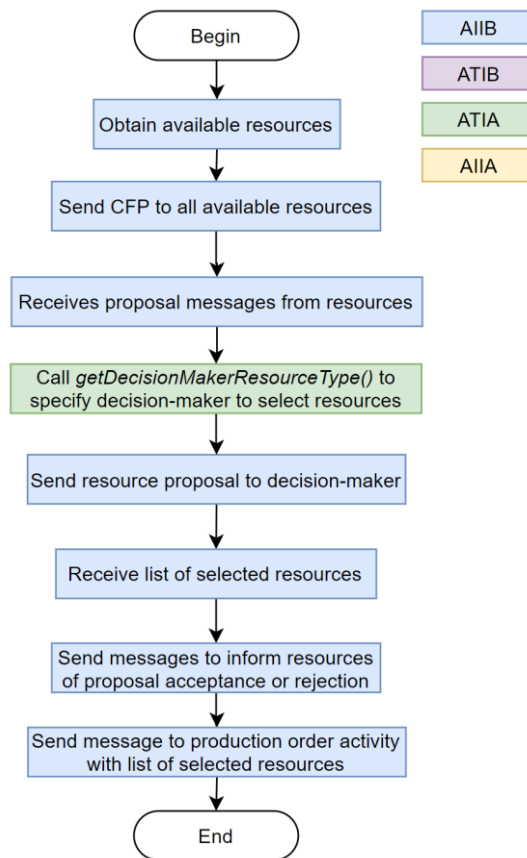 Begin
AIIB
ATIB
ATIA
AIIA
Obtain available resources
Send CFP to all available resources
Receives proposal messages from resources
Call getDecisionMakerResourceType() to
specify decision-maker to select resources
Send resource proposal to decision-maker
Receive list of selected resources
Send messages to inform resources
of proposal acceptance or rejection
Send message to production order activity
with list of selected resources
End